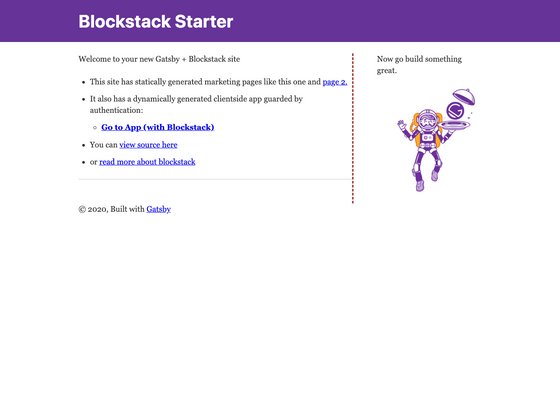 Blockstack Starter
Welcome to your new Gatsby + Blockstack site
This site has statically generated marketing pages like this one and page 2.
It also has a dynamically generated clientside app guarded by
authentication:
Go to App (with Blockstack)
You can view source here
or read more about blockstack
© 2020, Built with Gatsby
Now go build something
great.